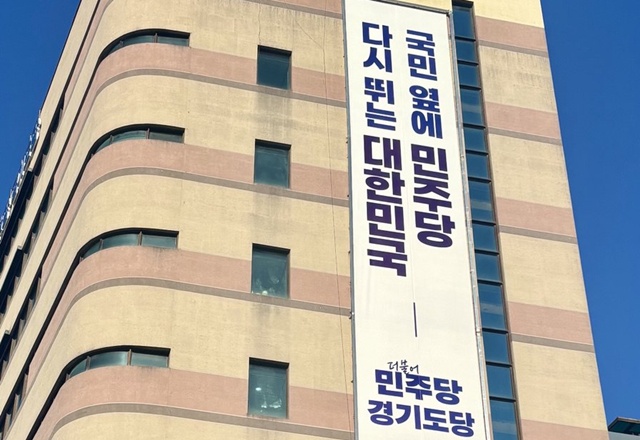 국민 옆에 민주당
다시 뛰는 대한민국
더불어
민주당
경기도당